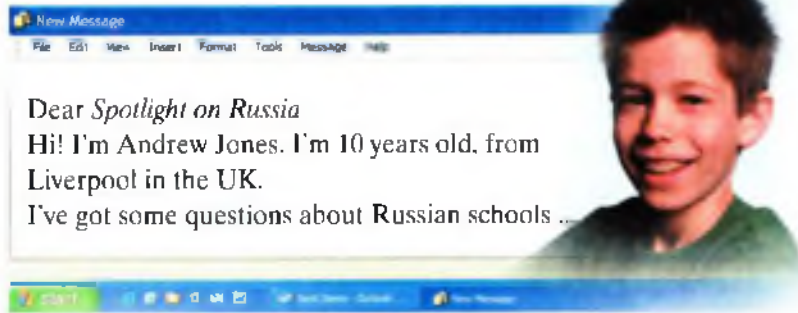 New Message
File Edit View Insert Format Tools Message Help
Dear Spotlight on Russia
Hi! I'm Andrew Jones. I'm 10 years old, from
Liverpool in the UK.
I've got some questions about Russian schools ...
start New Message